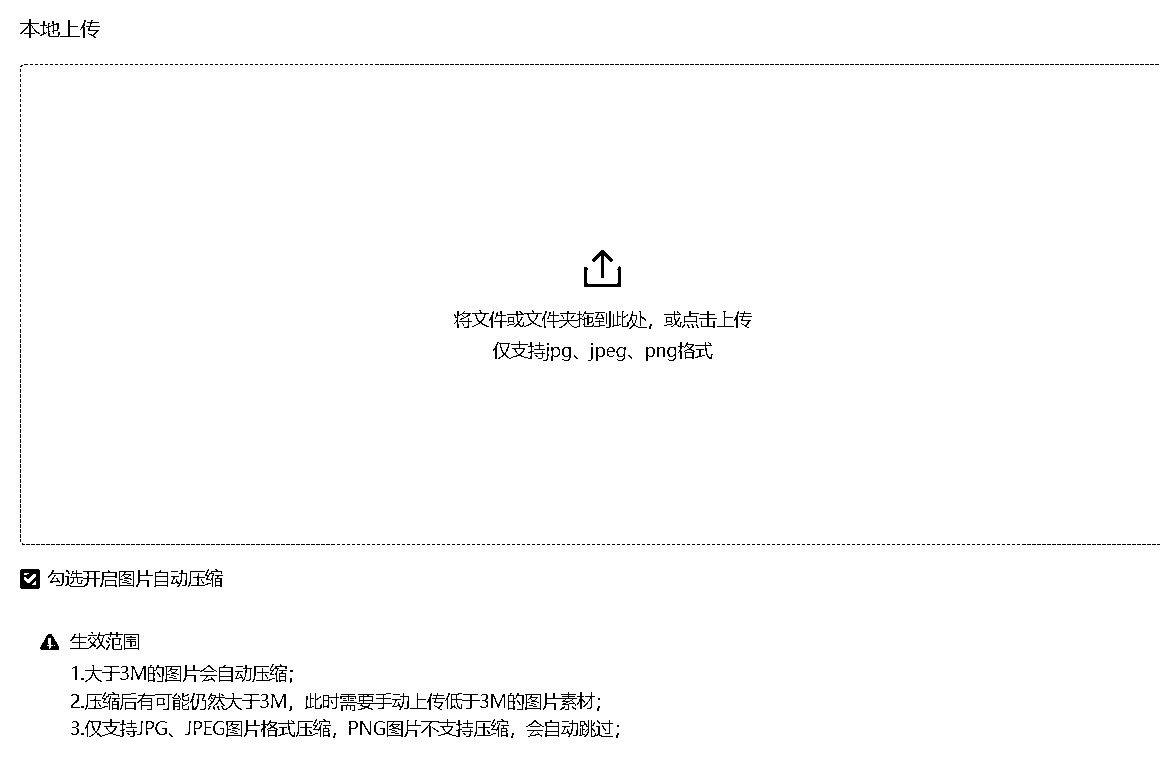 本地上传
将文件或文件夹拖到此处，或点击上传
仅支持jpg、jpeg、png格式
勾选开启图片自动压缩
生效范围
1.大于3M的图片会自动压缩；
2.压缩后有可能仍然大于3M，此时需要手动上传低于3M的图片素材；
3.仅支持JPG、JPEG图片格式压缩，PNG图片不支持压缩，会自动跳过；